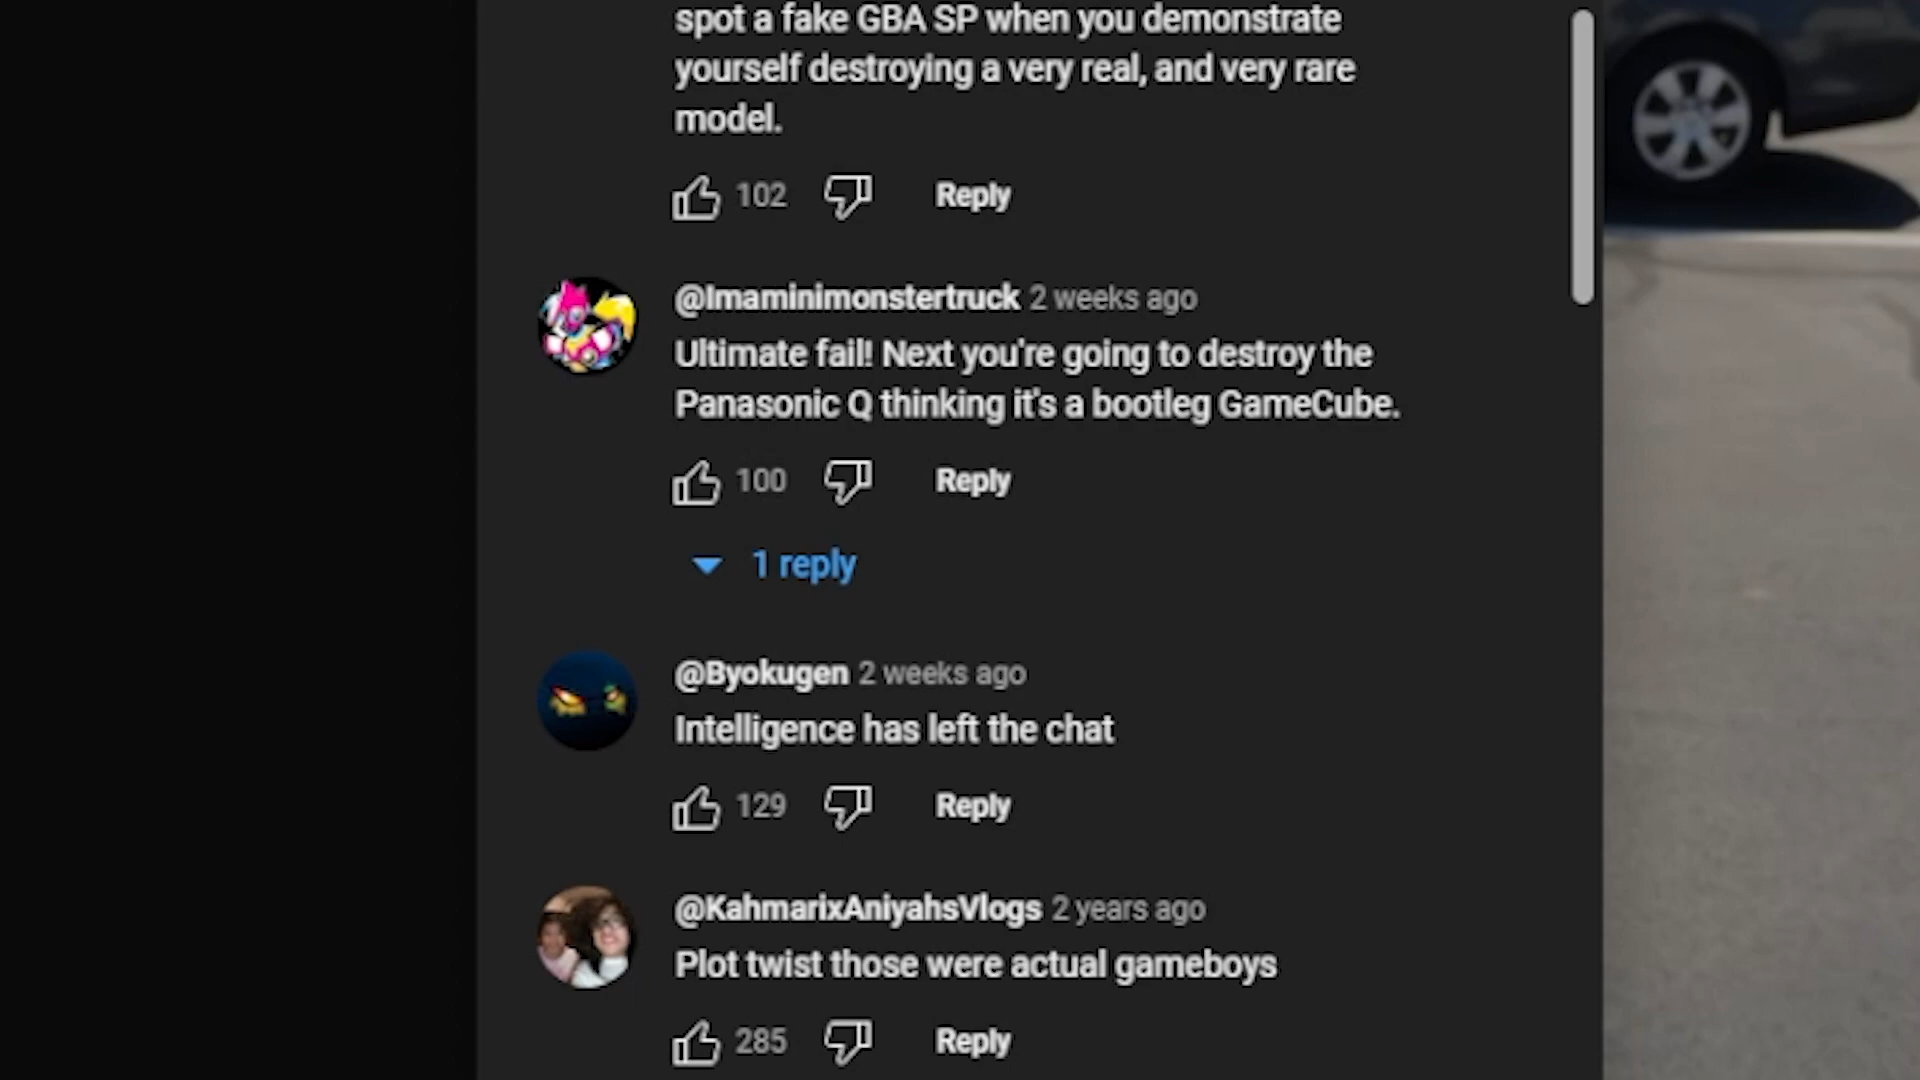 spot a fake GBA SP when you demonstrate
yourself destroying a very real, and very rare
model.
102 Reply
@Imaminimonstertruck 2 weeks ago
Ultimate fail! Next you're going to destroy the
Panasonic Q thinking it's a bootleg GameCube.
100 Reply
1 reply
@Byokugen 2 weeks ago
Intelligence has left the chat
129 Reply
@KahmarixAniyahsVlogs 2 years ago
Plot twist those were actual gameboys
285 Reply